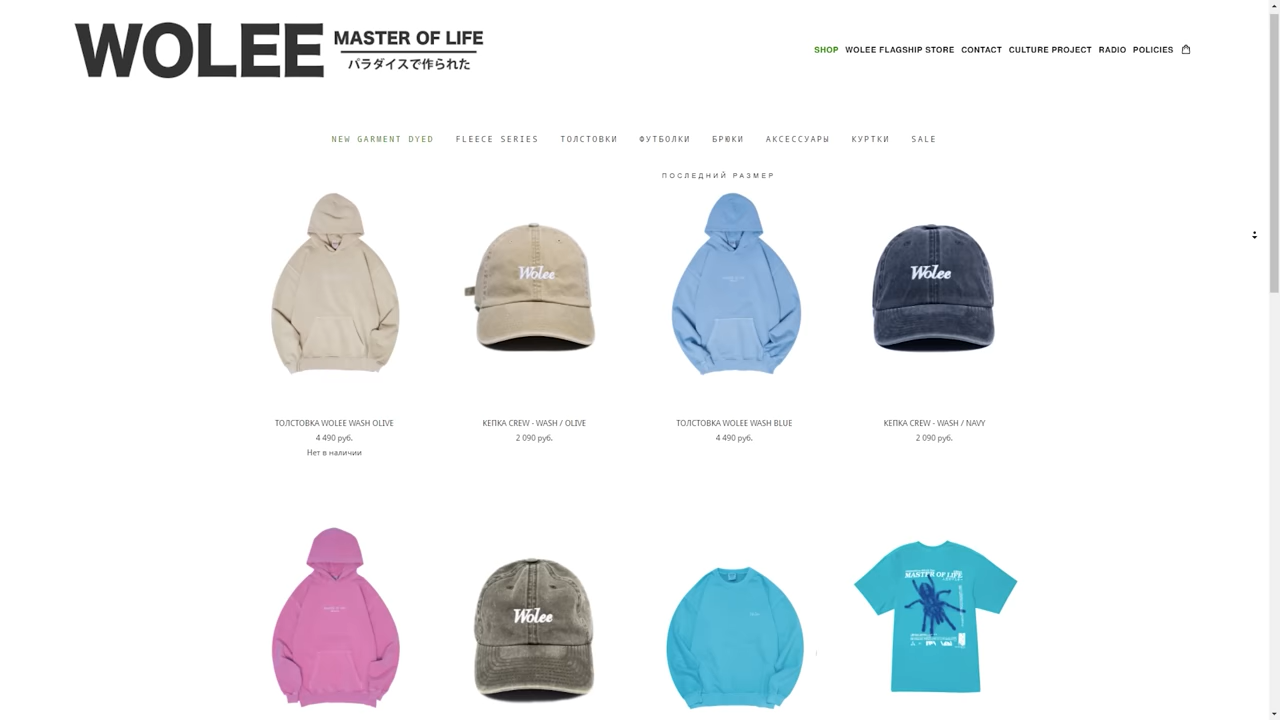 WOLEE
MASTER OF LIFE
パラダイスで作られた
SHOP WOLEE FLAGSHIP STORE CONTACT CULTURE PROJECT RADIO POLICIES
NEW GARMENT DYED FLEECE SERIES ТОЛСТОВКИ ФУТБОЛКИ БРЮКИ АКСЕССУАРЫ КУРТКИ SALE
ПОСЛЕДНИЙ РАЗМЕР
Wolee
Wolee
ТОЛСТОВКА WOLEE WASH OLIVE
4 490 руб.
Нет в наличии
КЕПКА CREW - WASH / OLIVE
2 090 руб.
ТОЛСТОВКА WOLEE WASH BLUE
4 490 руб.
КЕПКА CREW - WASH / NAVY
2 090 руб.
Wolee
MASTER OF LIFE